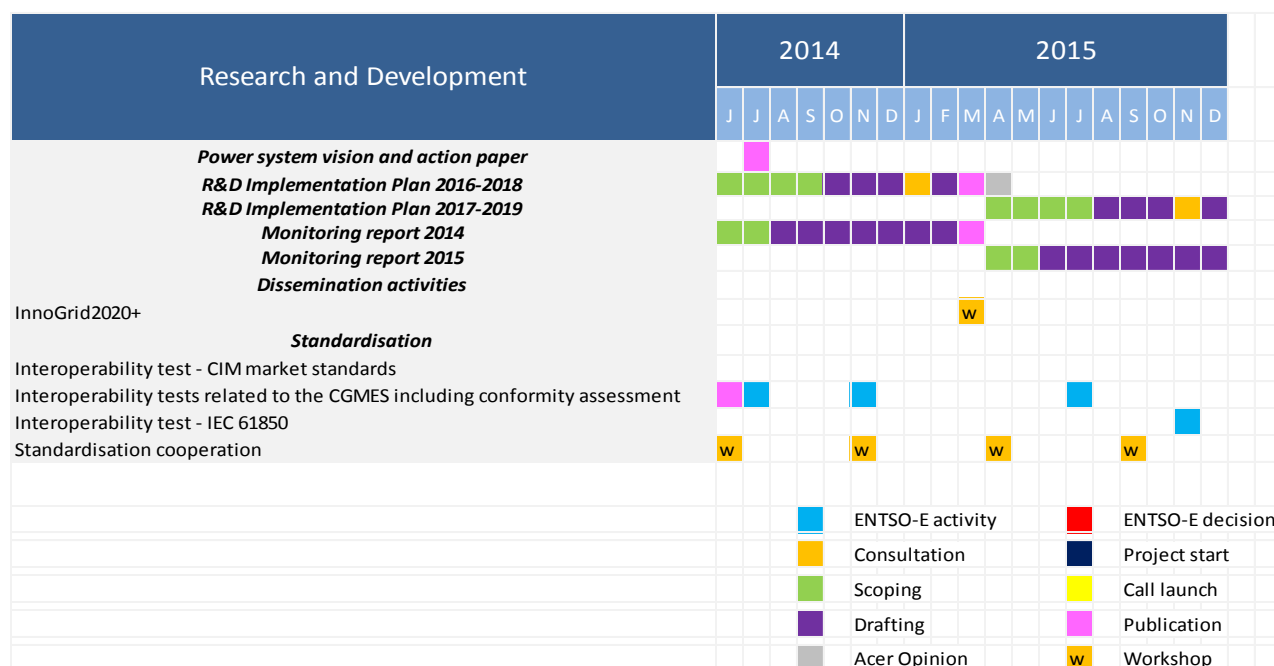 2014 2015
Research and Development
J J A S O N D J F M A M J J A S O N D
Power system vision and action paper
R&D Implementation Plan 2016-2018
R&D Implementation Plan 2017-2019
Monitoring report 2014
Monitoring report 2015
Dissemination activities
InnoGrid2020+ w
Standardisation
Interoperability test - CIM market standards
Interoperability tests related to the CGMES including conformity assessment
Interoperability test - IEC 61850
Standardisation cooperation w w w w
ENTSO-E activity ENTSO-E decision
Consultation Project start
Scoping Call launch
Drafting Publication
Acer Opinion w Workshop